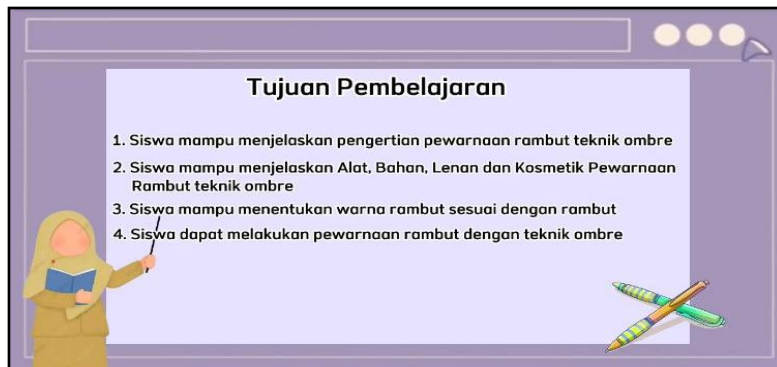 Tujuan Pembelajaran
1. Siswa mampu menjelaskan pengertian pewarnaan rambut teknik ombre
2. Siswa mampu menjelaskan Alat, Bahan, Lenan dan Kosmetik Pewarnaan
Rambut teknik ombre
3. Siswa mampu menentukan warna rambut sesuai dengan rambut
4. Siswa dapat melakukan pewarnaan rambut dengan teknik ombre